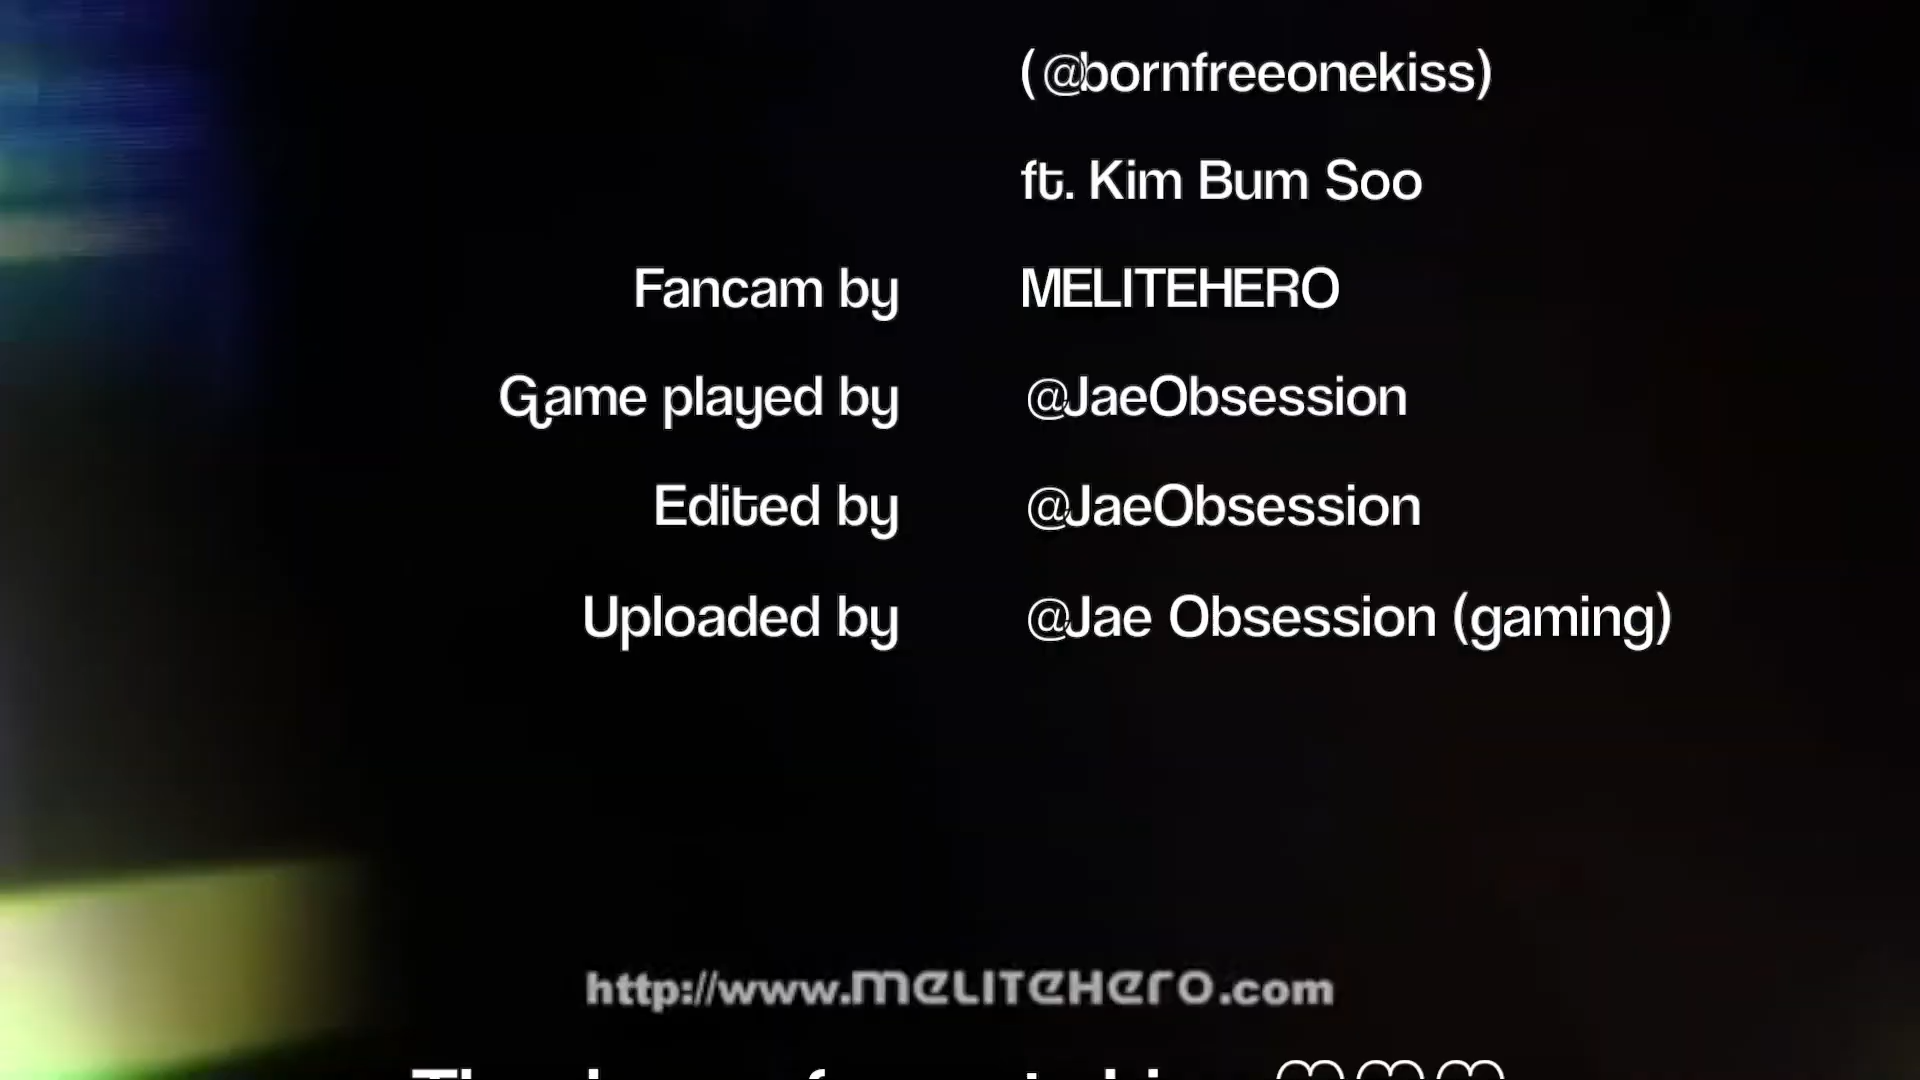 (@bornfreeonekiss)
ft. Kim Bum Soo
Fancam by MELITEHERO
Game played by @JaeObsession
Edited by @JaeObsession
Uploaded by @Jae Obsession (gaming)
http://www.MELITEHERO.com